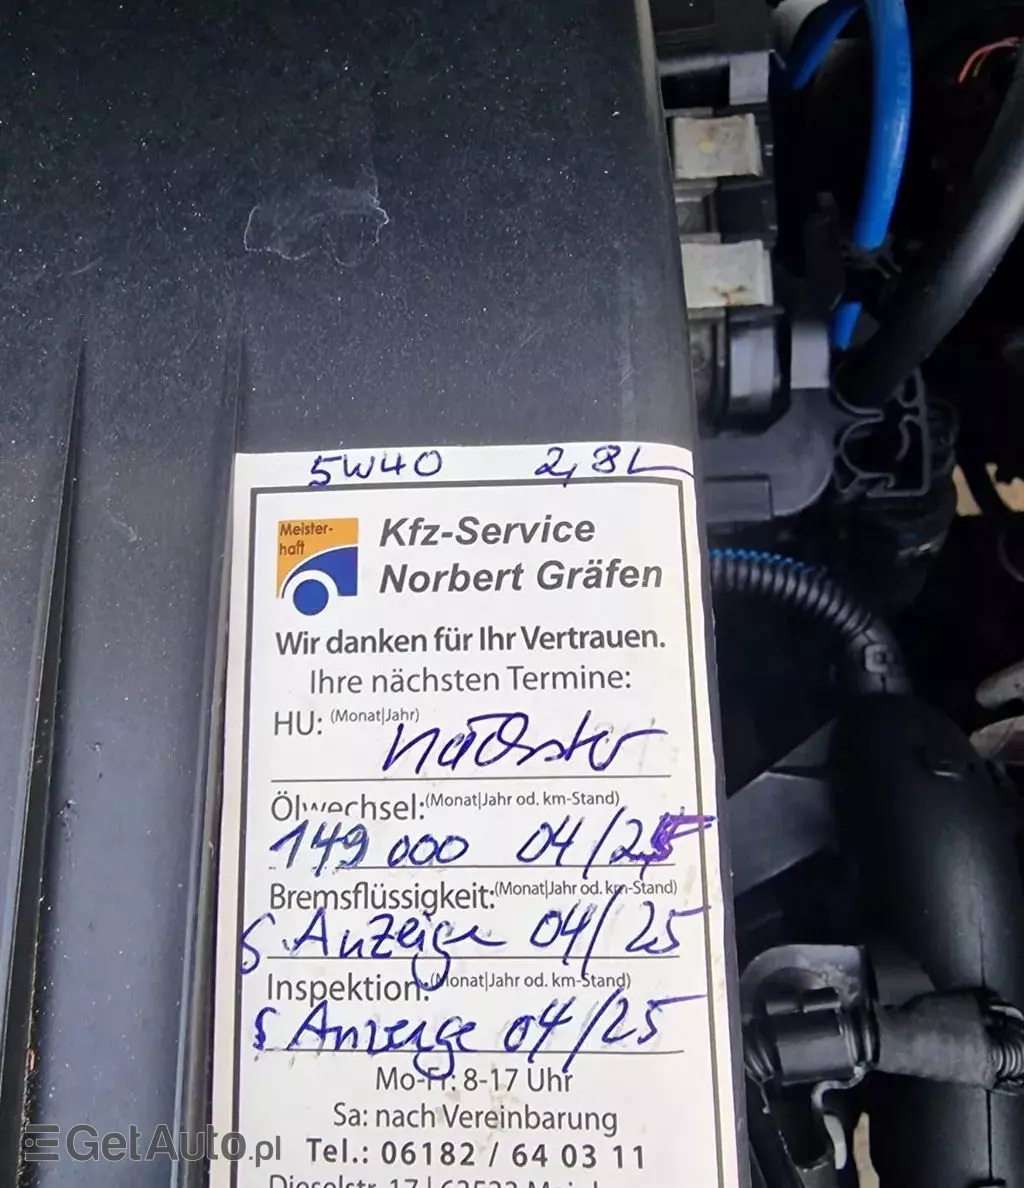 5W40 2,8L
Meister-
haft
Kfz-Service
Norbert Gräfen
Wir danken für Ihr Vertrauen.
Ihre nächsten Termine:
HU: (Monat|Jahr)
nächster
Ölwechsel: (Monat|Jahr od. km-Stand)
149 000 04/25
Bremsflüssigkeit: (Monat|Jahr od. km-Stand)
S. Anzeige 04/25
Inspektion: (Monat|Jahr od. km-Stand)
S Anzeige 04/25
Mo-Fr: 8-17 Uhr
Sa: nach Vereinbarung
Tel.: 06182 / 64 03 11
GetAuto.pl